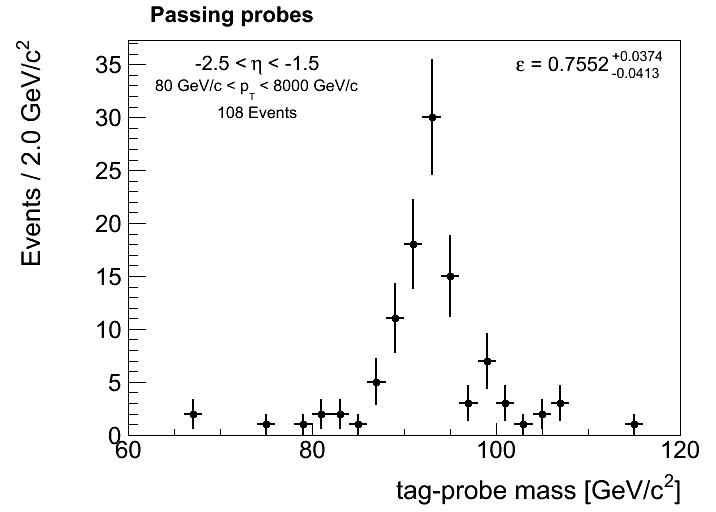 Passing probes
-2.5 < η < -1.5
80 GeV/c < p_T < 8000 GeV/c
108 Events
ε = 0.7552 +0.0374 -0.0413
Events / 2.0 GeV/c²
35
30
25
20
15
10
5
0
60 80 100 120
tag-probe mass [GeV/c²]